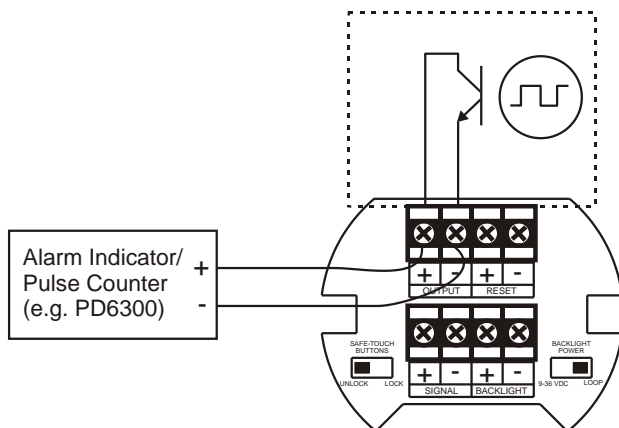 Alarm Indicator/
Pulse Counter
(e.g. PD6300)
+
-
+ - + -
OUTPUT RESET
SAFE-TOUCH
BUTTONS
UNLOCK LOCK
+ - + -
SIGNAL BACKLIGHT
BACKLIGHT
POWER
9-36 VDC LOOP